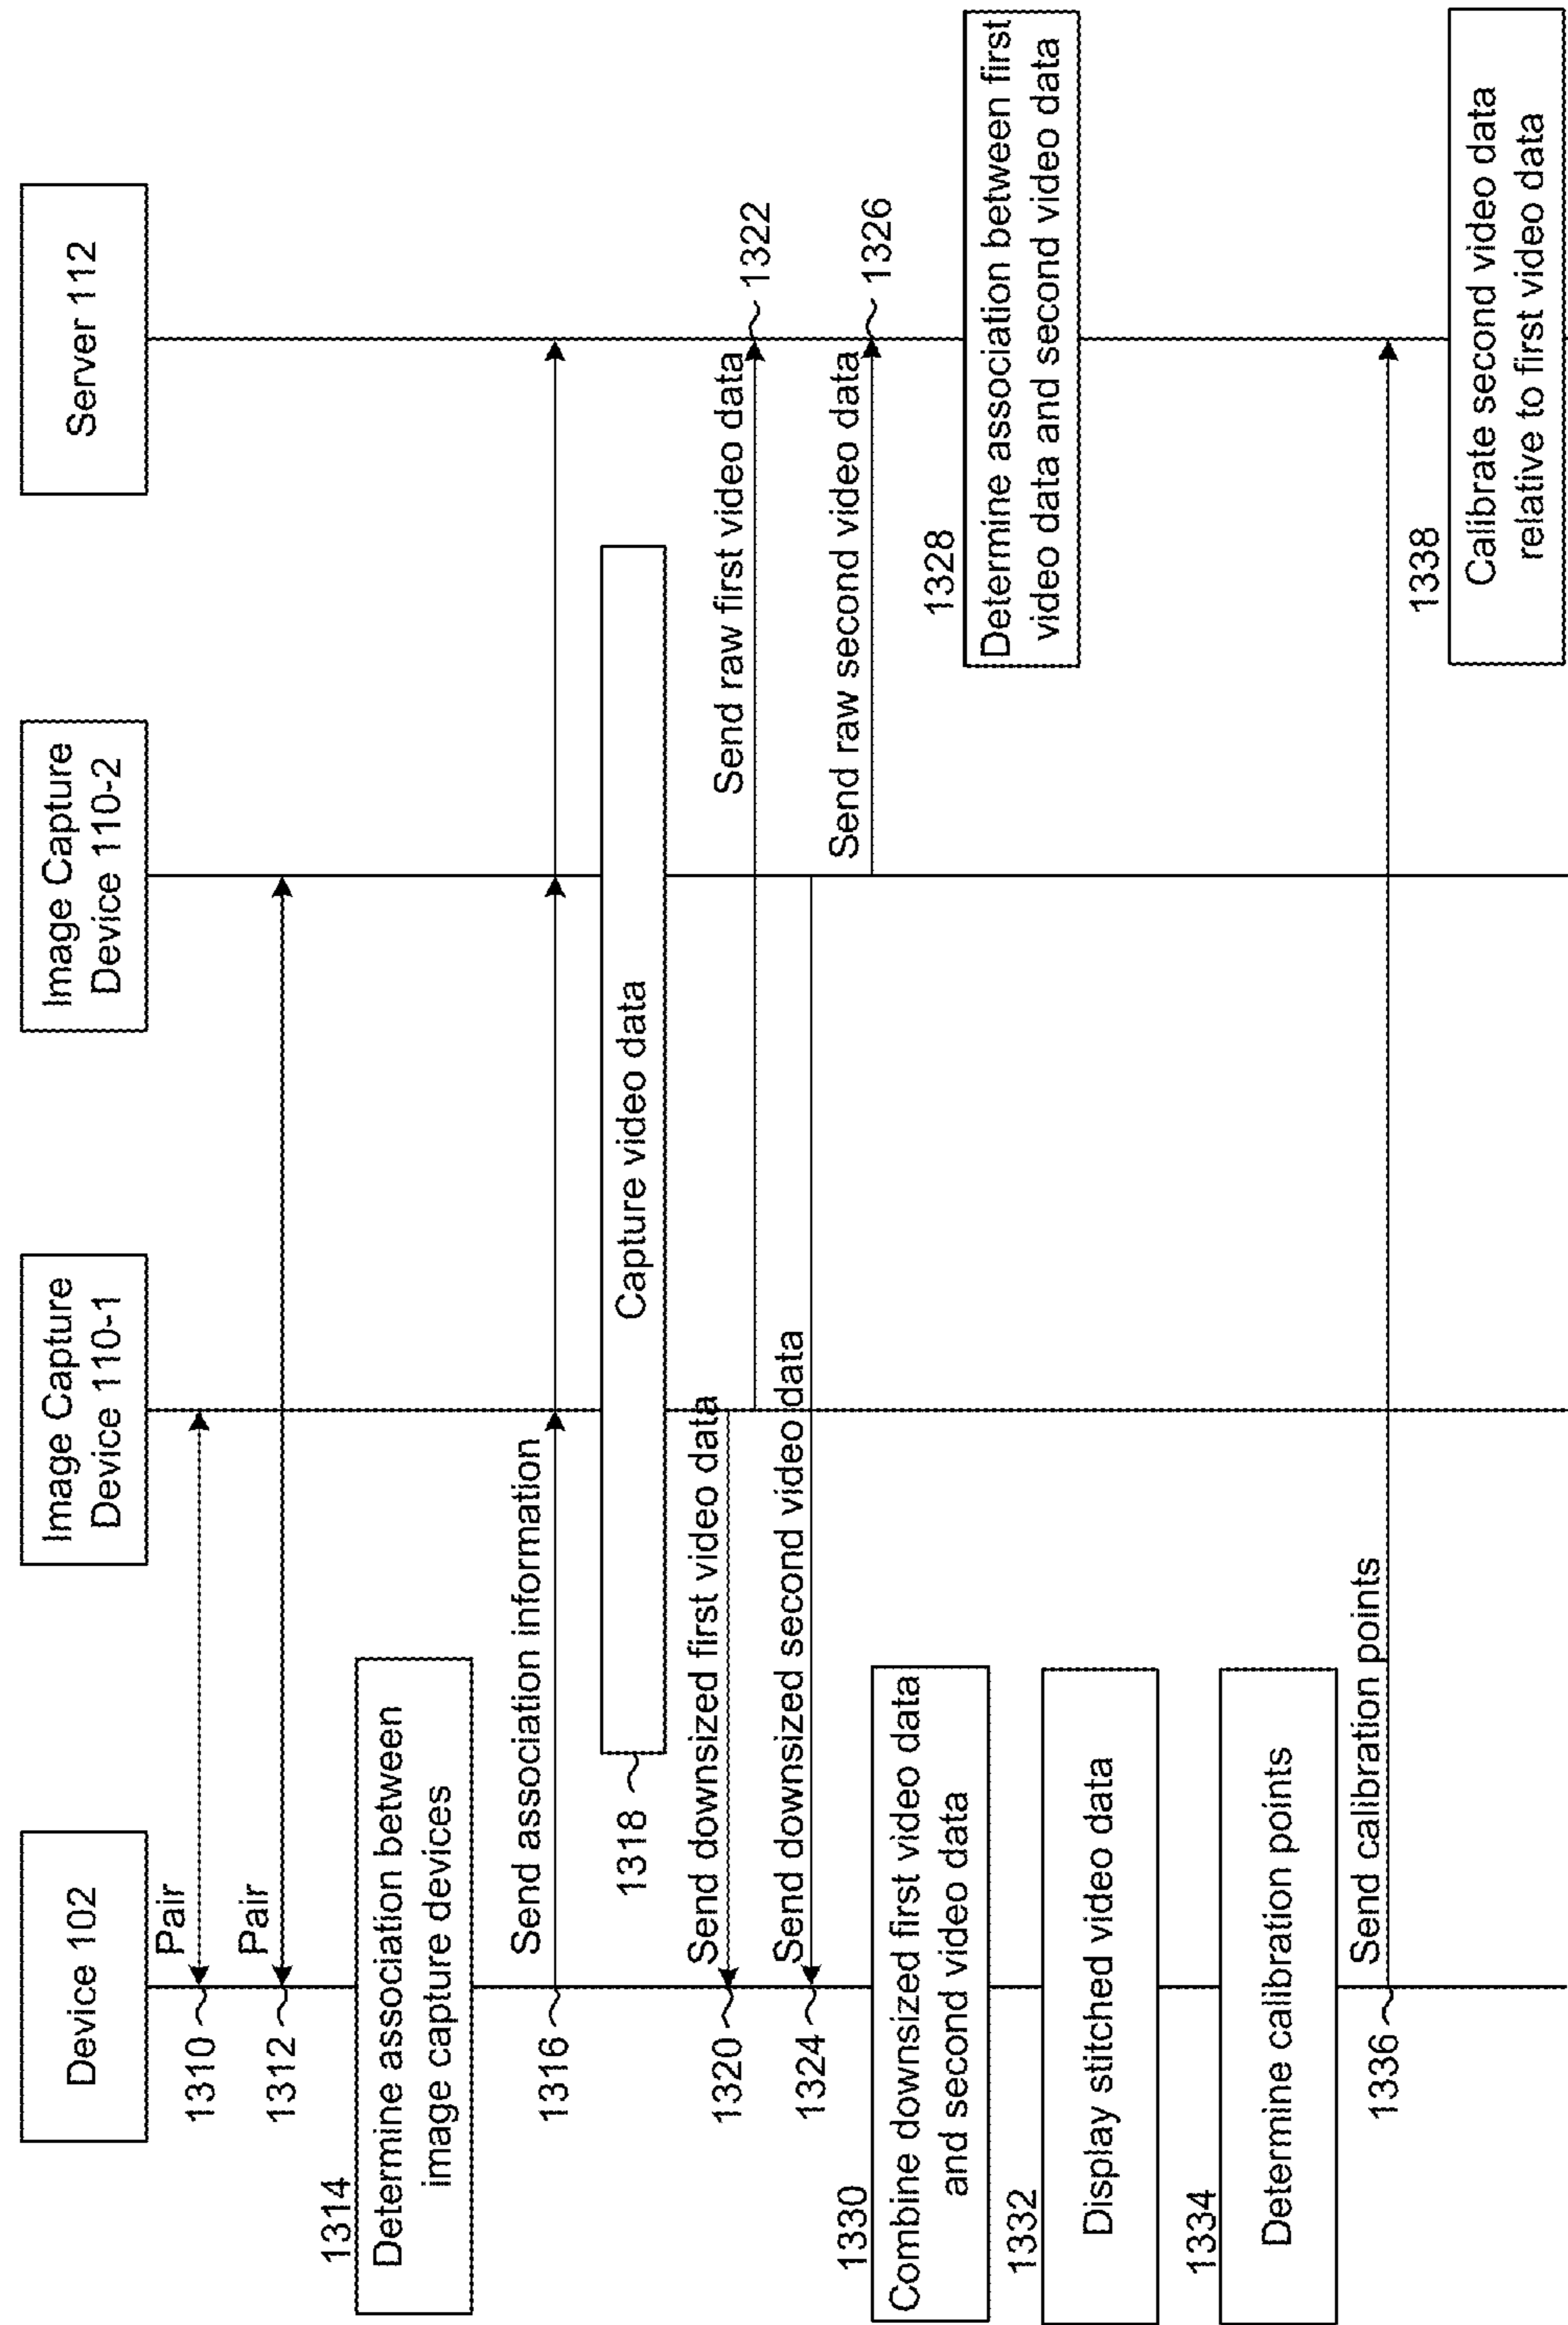 Device 102
Image Capture
Device 110-1
Image Capture
Device 110-2
Server 112
Pair
1310
Pair
1312
1314
Determine association between
image capture devices
Send association information
1316
Capture video data
1318
Send downsized first video data
1320
Send raw first video data
1322
Send downsized second video data
1324
Send raw second video data
1326
1328
Determine association between first
video data and second video data
1330
Combine downsized first video data
and second video data
1332
Display stitched video data
1334
Determine calibration points
Send calibration points
1336
1338
Calibrate second video data
relative to first video data